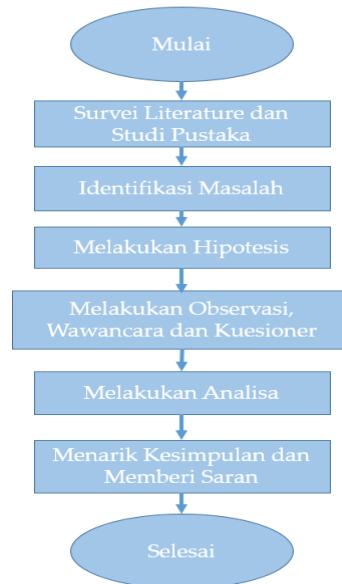 Mulai
Survei Literature dan
Studi Pustaka
Identifikasi Masalah
Melakukan Hipotesis
Melakukan Observasi,
Wawancara dan Kuesioner
Melakukan Analisa
Menarik Kesimpulan dan
Memberi Saran
Selesai